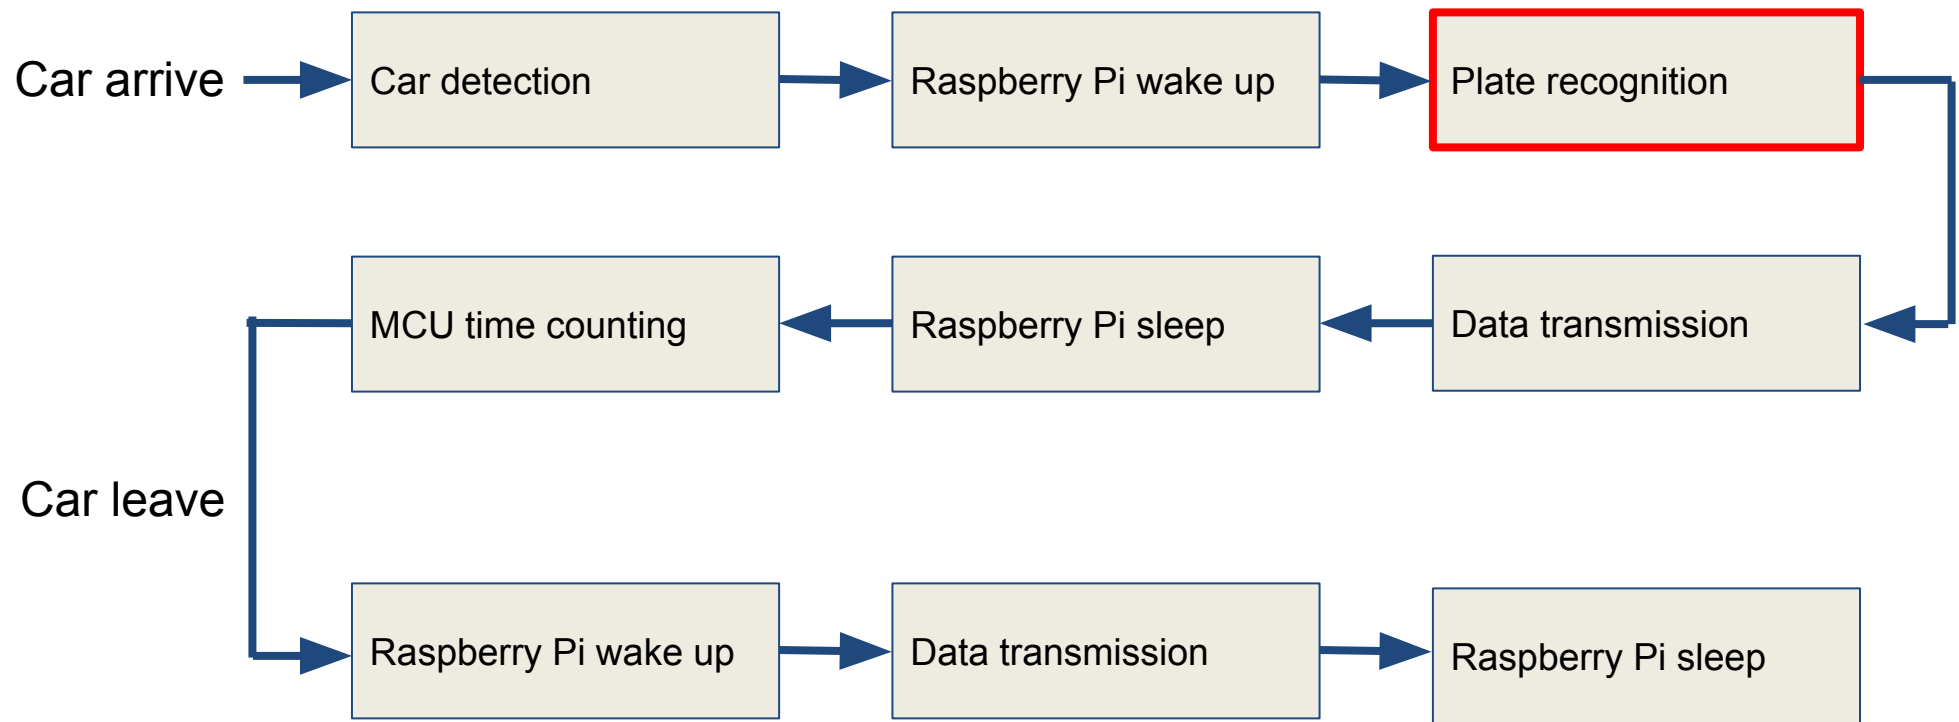 Car arrive
Car detection
Raspberry Pi wake up
Plate recognition
MCU time counting
Raspberry Pi sleep
Data transmission
Car leave
Raspberry Pi wake up
Data transmission
Raspberry Pi sleep